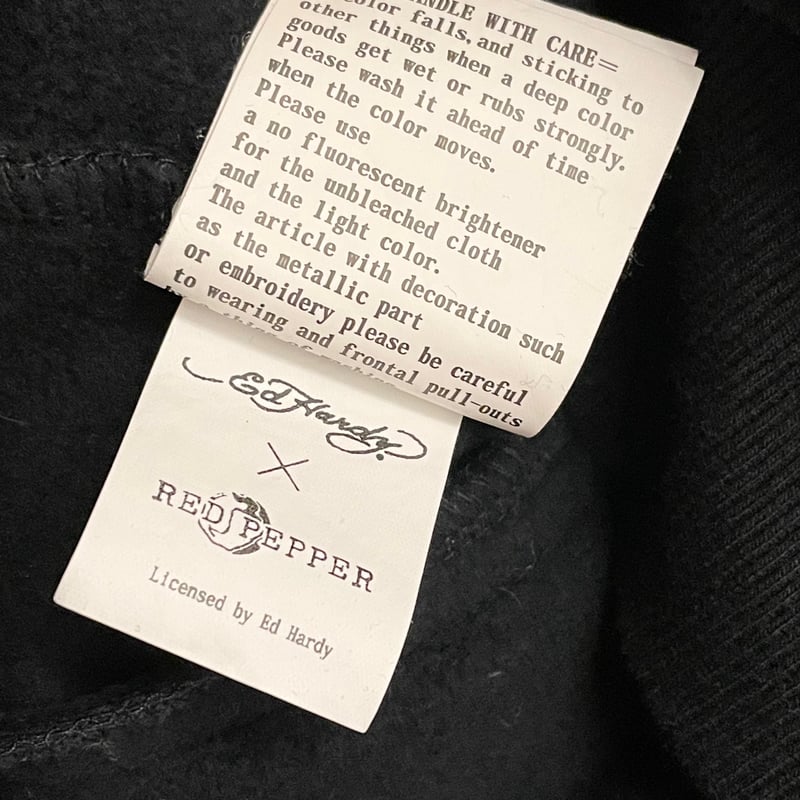 HANDLE WITH CARE=
color falls, and sticking to
other things when a deep color
goods get wet or rubs strongly.
Please wash it ahead of time
when the color moves.
Please use
a no fluorescent brightener
for the unbleached cloth
and the light color.
The article with decoration such
as the metallic part
or embroidery please be careful
to wearing and frontal pull-outs
Ed Hardy.
×
RED PEPPER
Licensed by Ed Hardy